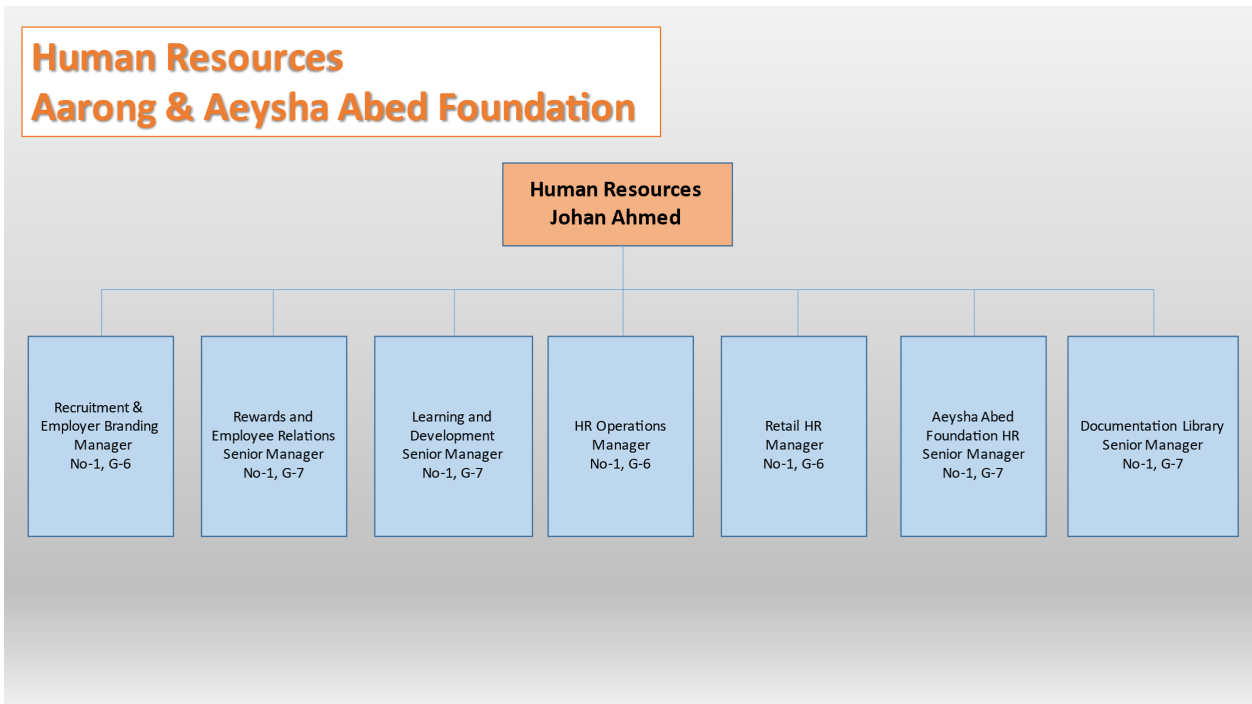 Human Resources
Aarong & Aeysha Abed Foundation
Human Resources
Johan Ahmed
Recruitment &
Employer Branding
Manager
No-1, G-6
Rewards and
Employee Relations
Senior Manager
No-1, G-7
Learning and
Development
Senior Manager
No-1, G-7
HR Operations
Manager
No-1, G-6
Retail HR
Manager
No-1, G-6
Aeysha Abed
Foundation HR
Senior Manager
No-1, G-7
Documentation Library
Senior Manager
No-1, G-7